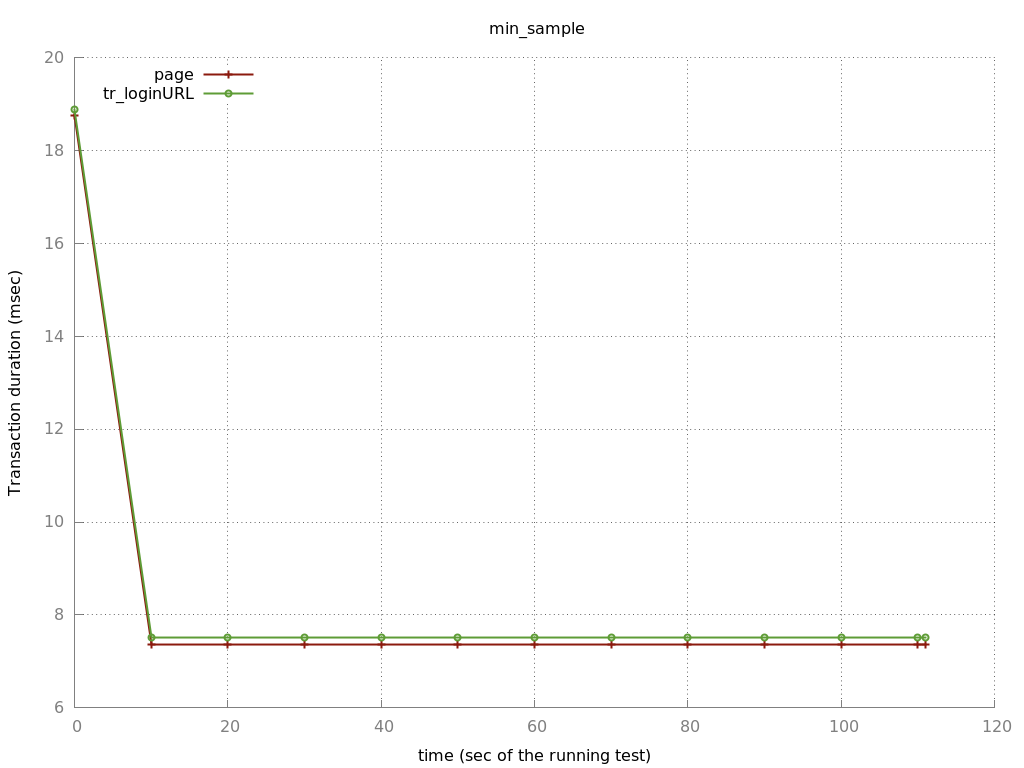 min_sample
page
tr_loginURL
20
18
16
14
12
10
8
6
Transaction duration (msec)
0 20 40 60 80 100 120
time (sec of the running test)